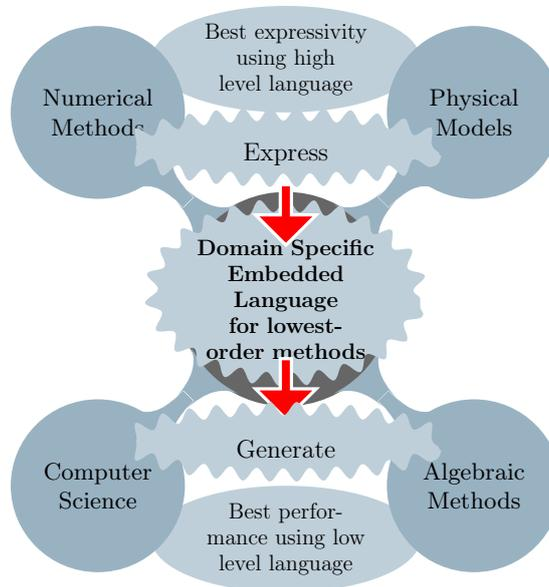 Best expressivity
using high
level language
Numerical
Methods
Physical
Models
Express
Domain Specific
Embedded
Language
for lowest-
order methods
Generate
Computer
Science
Algebraic
Methods
Best perfor-
mance using low
level language